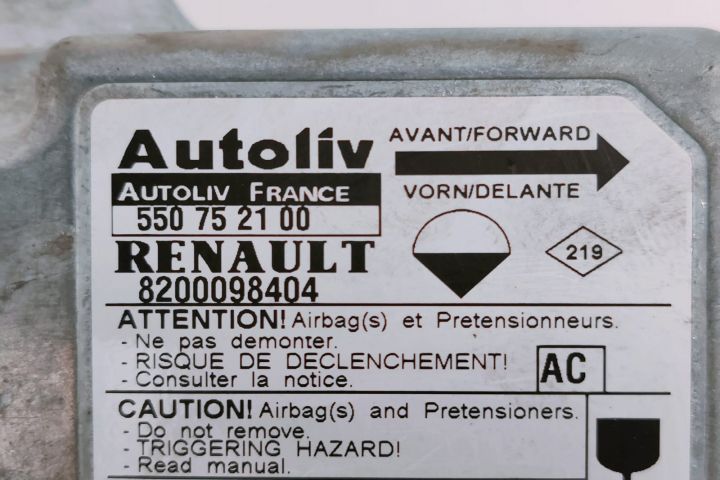 Autoliv
AUTOLIV FRANCE
550 75 21 00
RENAULT
8200098404
AVANT/FORWARD
VORN/DELANTE
219
ATTENTION! Airbag(s) et Pretensionneurs.
- Ne pas demonter.
- RISQUE DE DECLENCHEMENT!
- Consulter la notice.
AC
CAUTION! Airbag(s) and Pretensioners.
- Do not remove.
- TRIGGERING HAZARD!
- Read manual.